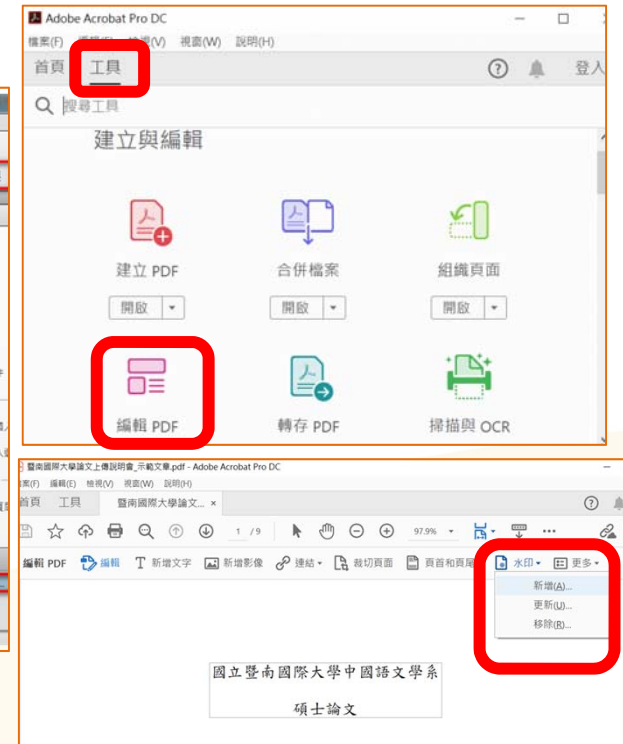 Adobe Acrobat Pro DC
檔案(F) 視窗(W) 說明(H)
首頁 工具 登入
搜尋工具
建立與編輯
建立 PDF 合併檔案 組織頁面
開啟 開啟 開啟
編輯 PDF 轉存 PDF 掃描與 OCR
暨南國際大學論文上傳說明會_示範文章.pdf - Adobe Acrobat Pro DC
編輯(E) 檢視(V) 視窗(W) 說明(H)
首頁 工具 暨南國際大學論文... ×
1 / 9 97.9%
編輯 PDF 編輯 新增文字 新增影像 連結 裁切頁面 頁首和頁尾 水印 更多
新增(A)...
更新(U)...
移除(R)...
國立暨南國際大學中國語文學系
碩士論文